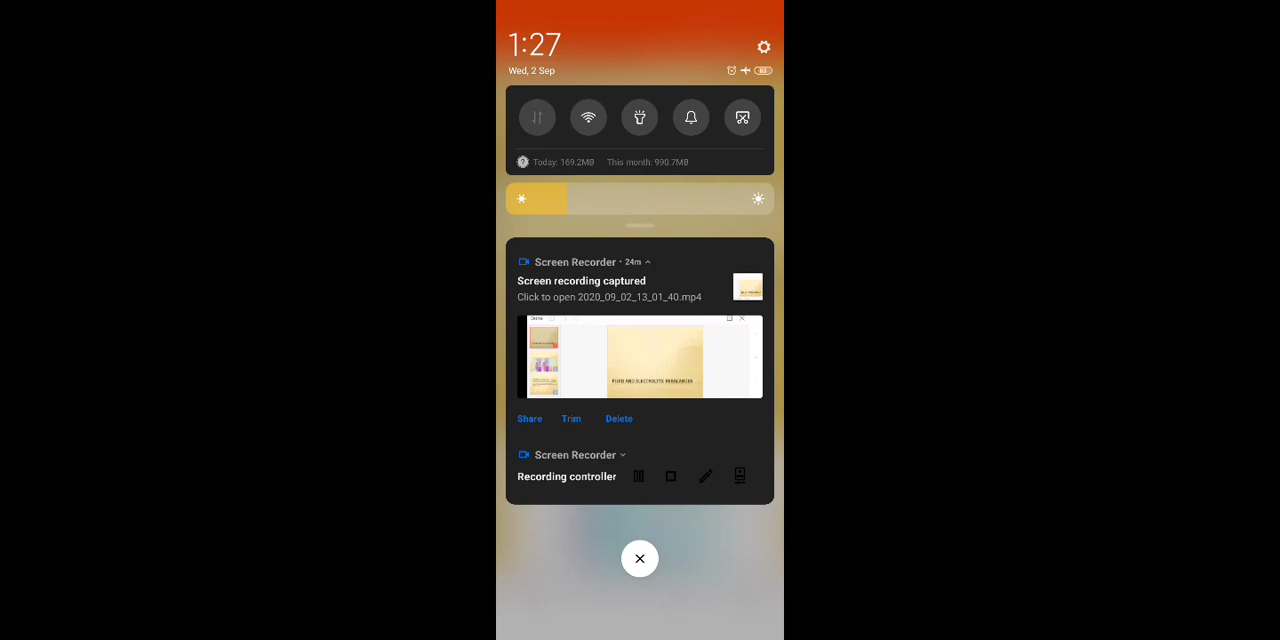 1:27
Wed, 2 Sep
83
Today: 169.2MB This month: 990.7MB
Screen Recorder • 24m
Screen recording captured
Click to open 2020_09_02_13_01_40.mp4
FLUID AND ELECTROLYTE IMBALANCES
Share Trim Delete
Screen Recorder
Recording controller